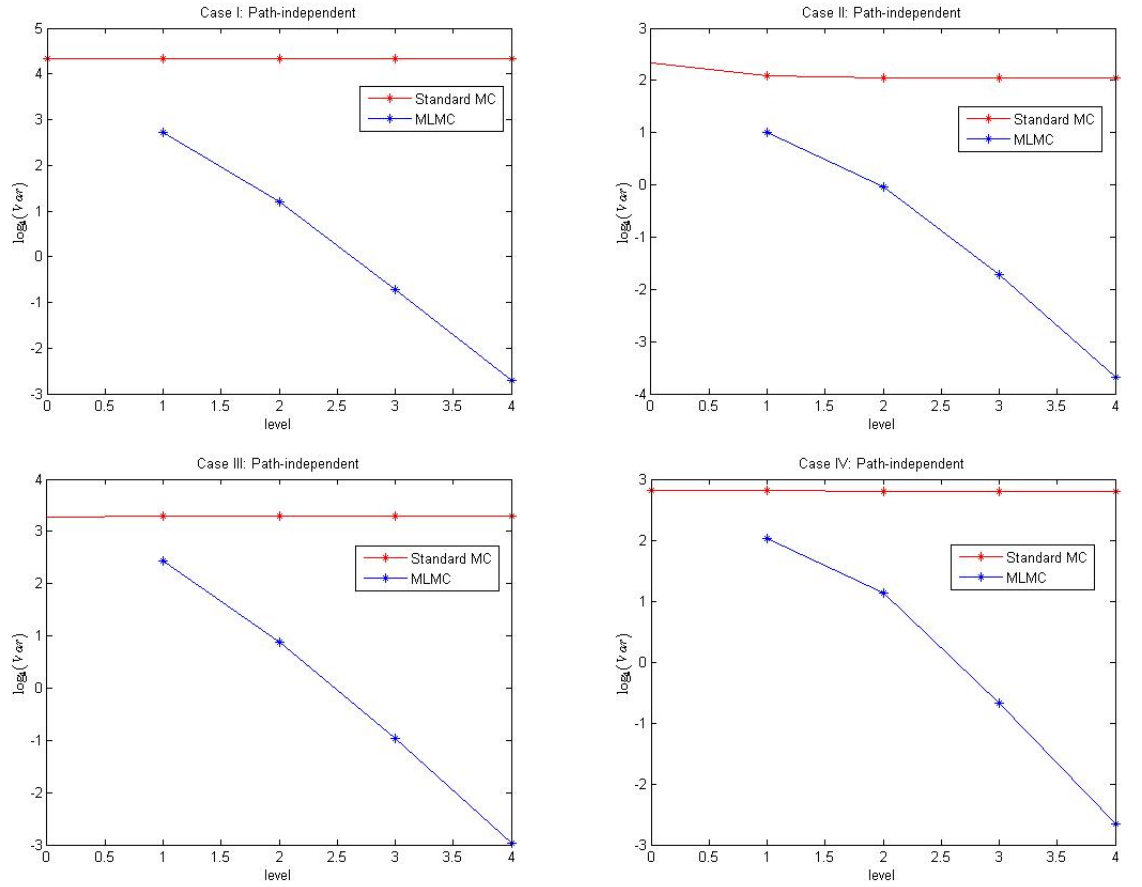 Case I: Path-independent
5
4
3
2
1
0
-1
-2
-3
log4(Var)
Standard MC
MLMC
0 0.5 1 1.5 2 2.5 3 3.5 4
level
Case II: Path-independent
3
2
1
0
-1
-2
-3
-4
log4(Var)
Standard MC
MLMC
0 0.5 1 1.5 2 2.5 3 3.5 4
level
Case III: Path-independent
4
3
2
1
0
-1
-2
-3
log4(Var)
Standard MC
MLMC
0 0.5 1 1.5 2 2.5 3 3.5 4
level
Case IV: Path-independent
3
2
1
0
-1
-2
-3
log4(Var)
Standard MC
MLMC
0 0.5 1 1.5 2 2.5 3 3.5 4
level